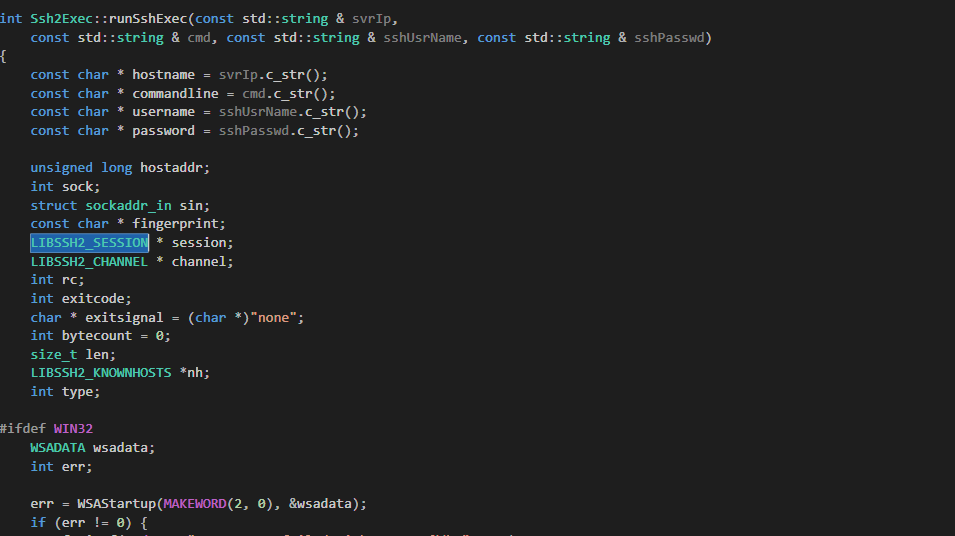 int Ssh2Exec::runSshExec(const std::string & svrIp,
    const std::string & cmd, const std::string & sshUsrName, const std::string & sshPasswd)
{
    const char * hostname = svrIp.c_str();
    const char * commandline = cmd.c_str();
    const char * username = sshUsrName.c_str();
    const char * password = sshPasswd.c_str();
    unsigned long hostaddr;
    int sock;
    struct sockaddr_in sin;
    const char * fingerprint;
    LIBSSH2_SESSION * session;
    LIBSSH2_CHANNEL * channel;
    int rc;
    int exitcode;
    char * exitsignal = (char *)"none";
    int bytecount = 0;
    size_t len;
    LIBSSH2_KNOWNHOSTS *nh;
    int type;
#ifdef WIN32
    WSADATA wsadata;
    int err;
    err = WSAStartup(MAKEWORD(2, 0), &wsadata);
    if (err != 0) {